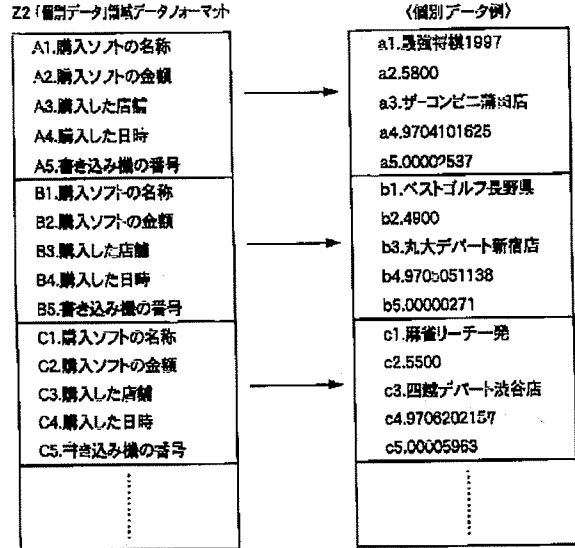 Z2 「個別データ」領域データフォーマット
A1.購入ソフトの名称
A2.購入ソフトの金額
A3.購入した店舗
A4.購入した日時
A5.書き込み機の番号
B1.購入ソフトの名称
B2.購入ソフトの金額
B3.購入した店舗
B4.購入した日時
B5.書き込み機の番号
C1.購入ソフトの名称
C2.購入ソフトの金額
C3.購入した店舗
C4.購入した日時
C5.書き込み機の番号
〈個別データ例〉
a1.最強将棋1997
a2.5800
a3.ザーコンビニ蒲田店
a4.9704101625
a5.00002537
b1.ベストゴルフ長野県
b2.4900
b3.丸大デパート新宿店
b4.9705051138
b5.00000271
c1.麻雀リーチ一発
c2.5500
c3.四越デパート渋谷店
c4.9706202157
c5.00005963